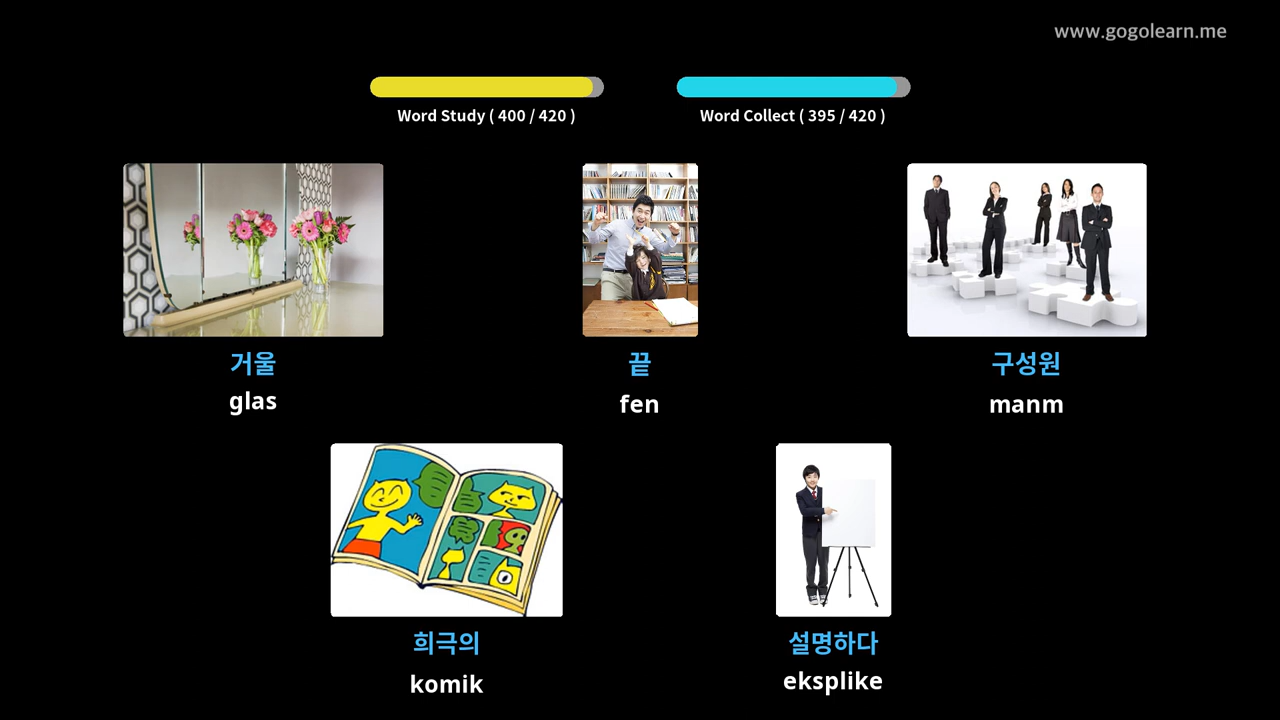 www.gogolearn.me
Word Study ( 400 / 420 )
Word Collect ( 395 / 420 )
거울
glas
끝
fen
구성원
manm
희극의
komik
설명하다
eksplike